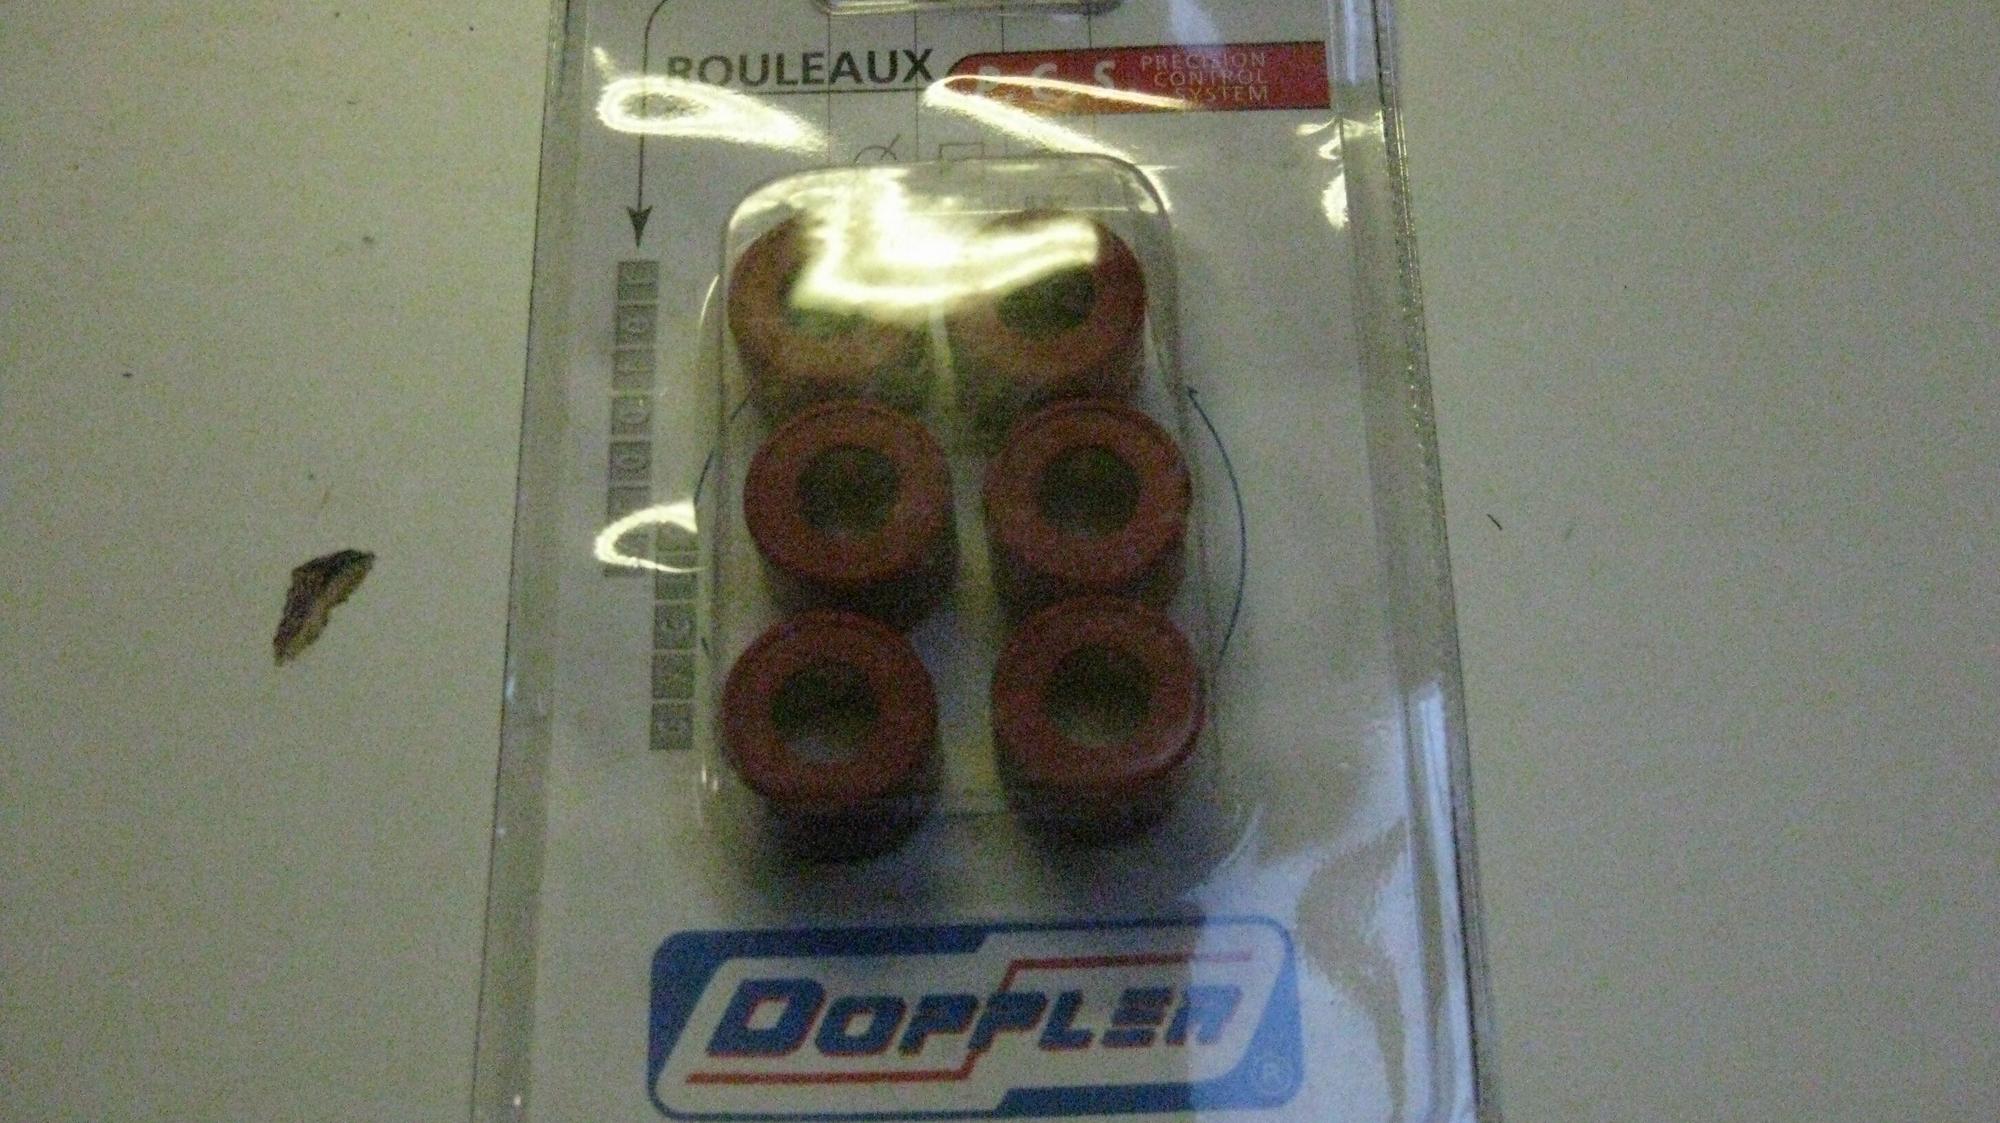 ROULEAUX
P. C. S
PRECISION
CONTROL
SYSTEM
DOPPLER
®